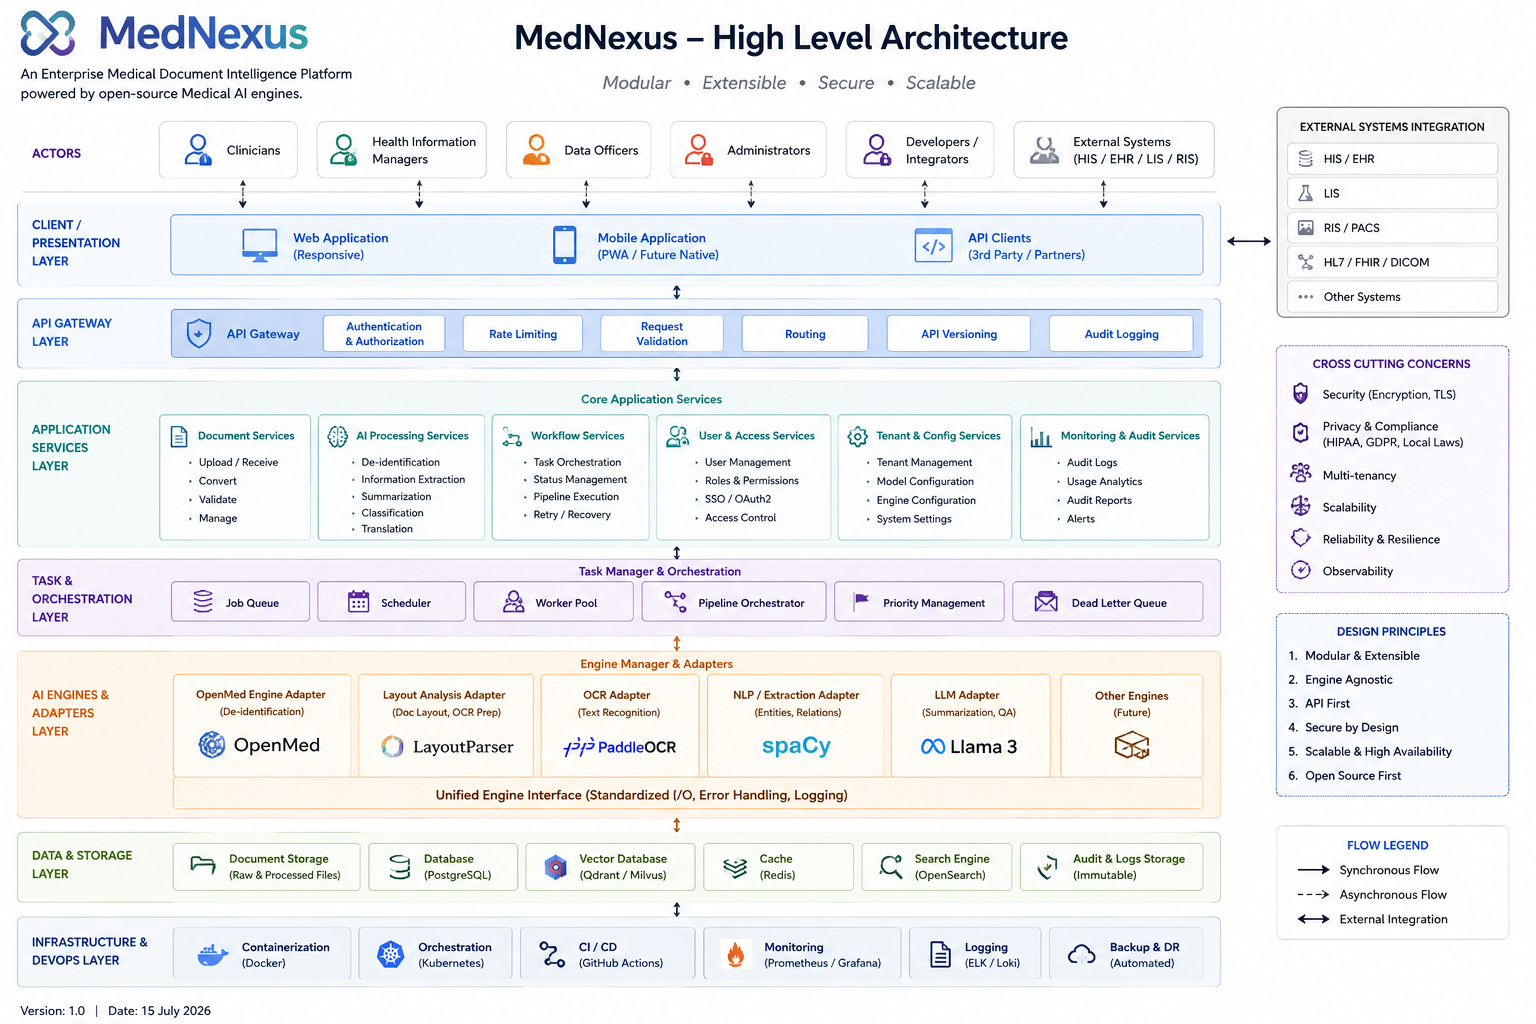 MedNexus
An Enterprise Medical Document Intelligence Platform
powered by open-source Medical AI engines.
MedNexus – High Level Architecture
Modular • Extensible • Secure • Scalable
ACTORS
Clinicians
Health Information
Managers
Data Officers
Administrators
Developers /
Integrators
External Systems
(HIS / EHR / LIS / RIS)
CLIENT /
PRESENTATION
LAYER
Web Application
(Responsive)
Mobile Application
(PWA / Future Native)
API Clients
(3rd Party / Partners)
API GATEWAY
LAYER
API Gateway
Authentication
& Authorization
Rate Limiting
Request
Validation
Routing
API Versioning
Audit Logging
APPLICATION
SERVICES
LAYER
Core Application Services
Document Services
‣ Upload / Receive
‣ Convert
‣ Validate
‣ Manage
AI Processing Services
‣ De-identification
‣ Information Extraction
‣ Summarization
‣ Classification
‣ Translation
Workflow Services
‣ Task Orchestration
‣ Status Management
‣ Pipeline Execution
‣ Retry / Recovery
User & Access Services
‣ User Management
‣ Roles & Permissions
‣ SSO / OAuth2
‣ Access Control
Tenant & Config Services
‣ Tenant Management
‣ Model Configuration
‣ Engine Configuration
‣ System Settings
Monitoring & Audit Services
‣ Audit Logs
‣ Usage Analytics
‣ Audit Reports
‣ Alerts
TASK &
ORCHESTRATION
LAYER
Task Manager & Orchestration
Job Queue
Scheduler
Worker Pool
Pipeline Orchestrator
Priority Management
Dead Letter Queue
AI ENGINES &
ADAPTERS
LAYER
Engine Manager & Adapters
OpenMed Engine Adapter
(De-identification)
OpenMed
Layout Analysis Adapter
(Doc Layout, OCR Prep)
LayoutParser
OCR Adapter
(Text Recognition)
PaddleOCR
NLP / Extraction Adapter
(Entities, Relations)
spaCy
LLM Adapter
(Summarization, QA)
Llama 3
Other Engines
(Future)
Unified Engine Interface (Standardized (/O, Error Handling, Logging)
DATA & STORAGE
LAYER
Document Storage
(Raw & Processed Files)
Database
(PostgreSQL)
Vector Database
(Qdrant / Milvus)
Cache
(Redis)
Search Engine
(OpenSearch)
Audit & Logs Storage
(Immutable)
INFRASTRUCTURE &
DEVOPS LAYER
Containerization
(Docker)
Orchestration
(Kubernetes)
CI / CD
(GitHub Actions)
Monitoring
(Prometheus / Grafana)
Logging
(ELK / Loki)
Backup & DR
(Automated)
Version: 1.0 | Date: 15 July 2026
EXTERNAL SYSTEMS INTEGRATION
HIS / EHR
LIS
RIS / PACS
HL7 / FHIR / DICOM
Other Systems
CROSS CUTTING CONCERNS
Security (Encryption, TLS)
Privacy & Compliance
(HIPAA, GDPR, Local Laws)
Multi-tenancy
Scalability
Reliability & Resilience
Observability
DESIGN PRINCIPLES
1. Modular & Extensible
2. Engine Agnostic
3. API First
4. Secure by Design
5. Scalable & High Availability
6. Open Source First
FLOW LEGEND
Synchronous Flow
Asynchronous Flow
External Integration